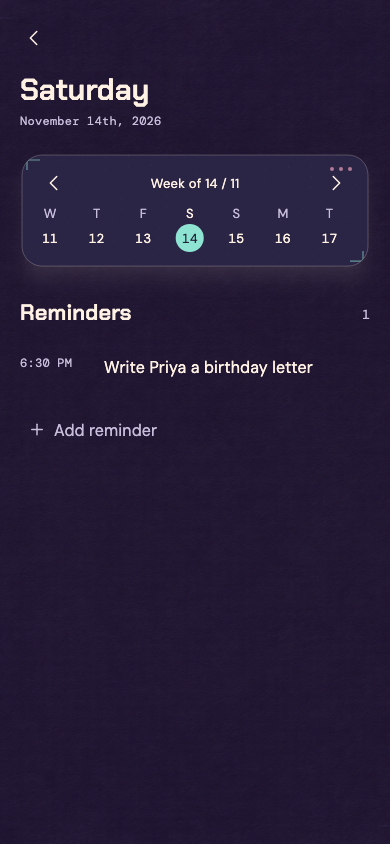 Saturday
November 14th, 2026
Week of 14 / 11
W T F S S M T
11 12 13 14 15 16 17
Reminders 1
6:30 PM Write Priya a birthday letter
+ Add reminder